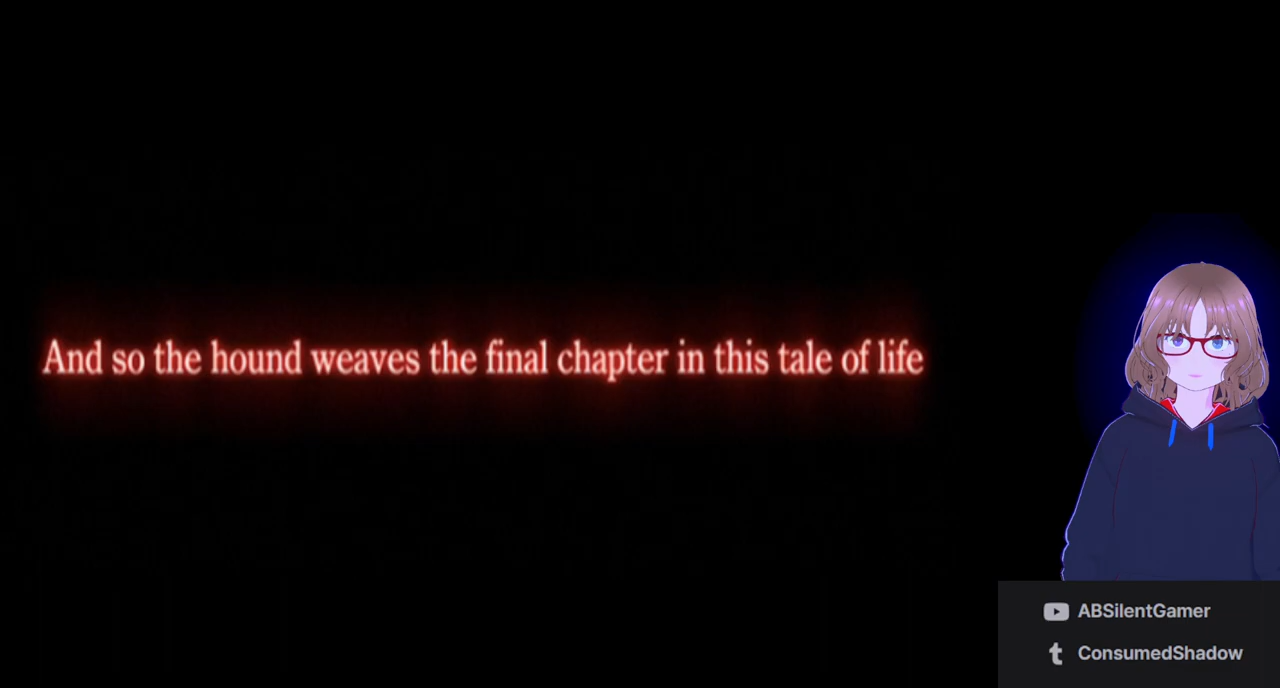 And so the hound weaves the final chapter in this tale of life
ABSilentGamer
ConsumedShadow